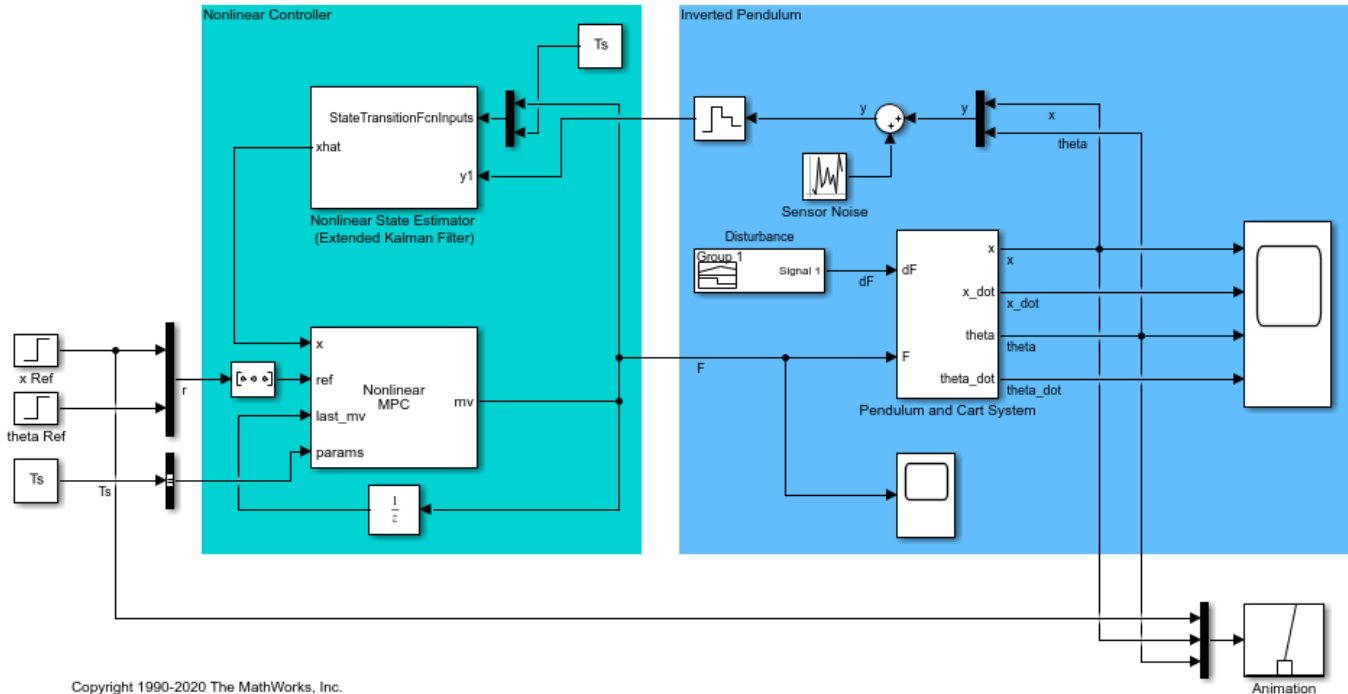 Nonlinear Controller
Ts
StateTransitionFcnInputs
xhat
y1
Nonlinear State Estimator
(Extended Kalman Filter)
x Ref
theta Ref
Ts
Ts
r
x
ref
last_mv
params
Nonlinear
MPC
mv
1
z
Inverted Pendulum
y
y
x
theta
Sensor Noise
Disturbance
Group 1
Signal 1
dF
F
dF
F
x
x_dot
theta
theta_dot
x
x_dot
theta
theta_dot
Pendulum and Cart System
Animation
Copyright 1990-2020 The MathWorks, Inc.